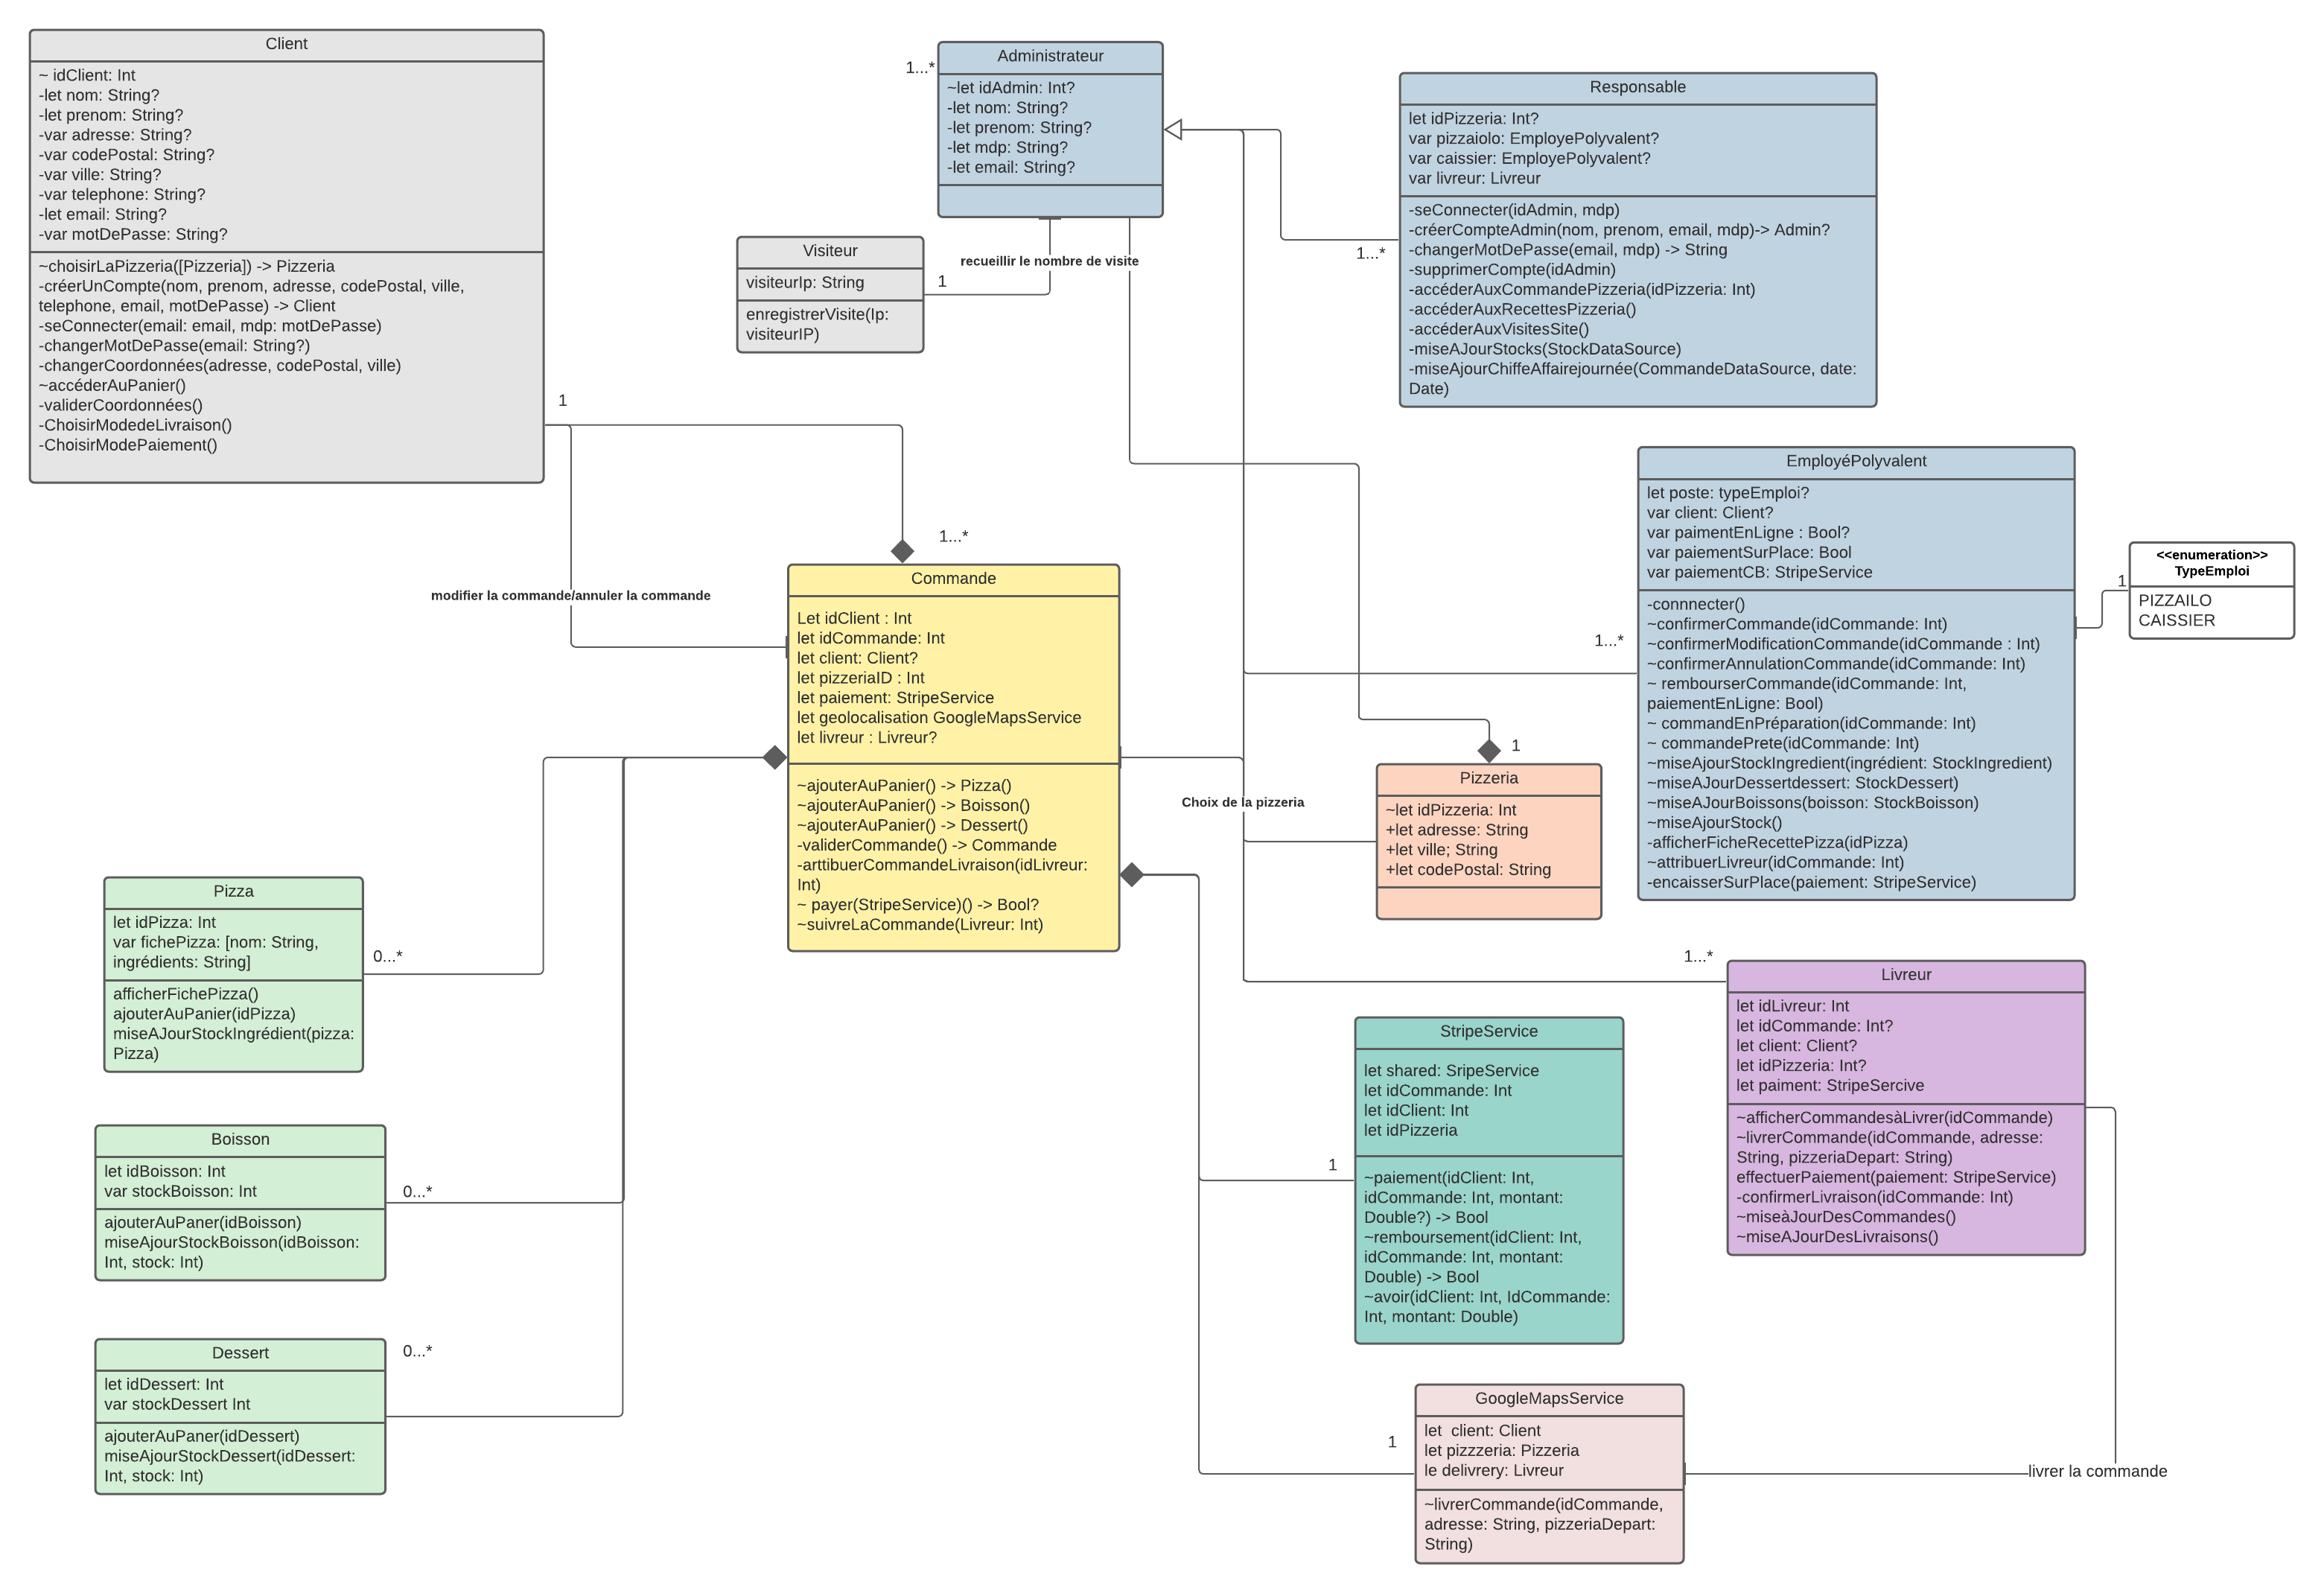 Client
~ idClient: Int
-let nom: String?
-let prenom: String?
-var adresse: String?
-var codePostal: String?
-var ville: String?
-var telephone: String?
-let email: String?
-var motDePasse: String?
~choisirLaPizzeria([Pizzeria]) -> Pizzeria
-créerUnCompte(nom, prenom, adresse, codePostal, ville,
telephone, email, motDePasse) -> Client
-seConnecter(email: email, mdp: motDePasse)
-changerMotDePasse(email: String?)
-changerCoordonnées(adresse, codePostal, ville)
~accéderAuPanier()
-validerCoordonnées()
-ChoisirModedeLivraison()
-ChoisirModePaiement()
1
1...*
Administrateur
~let idAdmin: Int?
-let nom: String?
-let prenom: String?
-let mdp: String?
-let email: String?
Visiteur
visiteurIp: String
enregistrerVisite(Ip:
visiteurIP)
1
recueillir le nombre de visite
Responsable
let idPizzeria: Int?
var pizzaiolo: EmployePolyvalent?
var caissier: EmployePolyvalent?
var livreur: Livreur
-seConnecter(idAdmin, mdp)
-créerCompteAdmin(nom, prenom, email, mdp)-> Admin?
-changerMotDePasse(email, mdp) -> String
-supprimerCompte(idAdmin)
-accéderAuxCommandePizzeria(idPizzeria: Int)
-accéderAuxRecettesPizzeria()
-accéderAuxVisitesSite()
-miseAJourStocks(StockDataSource)
-miseAjourChiffeAffairejournée(CommandeDataSource, date:
Date)
1...*
EmployéPolyvalent
let poste: typeEmploi?
var client: Client?
var paimentEnLigne : Bool?
var paiementSurPlace: Bool
var paiementCB: StripeService
-connnecter()
~confirmerCommande(idCommande: Int)
~confirmerModificationCommande(idCommande : Int)
~confirmerAnnulationCommande(idCommande: Int)
~ rembourserCommande(idCommande: Int,
paiementEnLigne: Bool)
~ commandEnPréparation(idCommande: Int)
~ commandePrete(idCommande: Int)
~miseAjourStockIngredient(ingrédient: StockIngredient)
~miseAJourDessertdessert: StockDessert)
~miseAJourBoissons(boisson: StockBoisson)
~miseAjourStock()
-afficherFicheRecettePizza(idPizza)
~attribuerLivreur(idCommande: Int)
-encaisserSurPlace(paiement: StripeService)
1...*
<<enumeration>>
TypeEmploi
PIZZAILO
CAISSIER
1
1...*
modifier la commande/annuler la commande
Commande
Let idClient : Int
let idCommande: Int
let client: Client?
let pizzeriaID : Int
let paiement: StripeService
let geolocalisation GoogleMapsService
let livreur : Livreur?
~ajouterAuPanier() -> Pizza()
~ajouterAuPanier() -> Boisson()
~ajouterAuPanier() -> Dessert()
-validerCommande() -> Commande
-arttibuerCommandeLivraison(idLivreur:
Int)
~ payer(StripeService)() -> Bool?
~suivreLaCommande(Livreur: Int)
Choix de la pizzeria
1
Pizzeria
~let idPizzeria: Int
+let adresse: String
+let ville; String
+let codePostal: String
Pizza
let idPizza: Int
var fichePizza: [nom: String,
ingrédients: String]
afficherFichePizza()
ajouterAuPanier(idPizza)
miseAJourStockIngrédient(pizza:
Pizza)
0...*
Boisson
let idBoisson: Int
var stockBoisson: Int
ajouterAuPaner(idBoisson)
miseAjourStockBoisson(idBoisson:
Int, stock: Int)
0...*
Dessert
let idDessert: Int
var stockDessert Int
ajouterAuPaner(idDessert)
miseAjourStockDessert(idDessert:
Int, stock: Int)
0...*
StripeService
let shared: SripeService
let idCommande: Int
let idClient: Int
let idPizzeria
~paiement(idClient: Int,
idCommande: Int, montant:
Double?) -> Bool
~remboursement(idClient: Int,
idCommande: Int, montant:
Double) -> Bool
~avoir(idClient: Int, IdCommande:
Int, montant: Double)
1
1...*
Livreur
let idLivreur: Int
let idCommande: Int?
let client: Client?
let idPizzeria: Int?
let paiment: StripeSercive
~afficherCommandesàLivrer(idCommande)
~livrerCommande(idCommande, adresse:
String, pizzeriaDepart: String)
effectuerPaiement(paiement: StripeService)
-confirmerLivraison(idCommande: Int)
~miseàJourDesCommandes()
~miseAJourDesLivraisons()
GoogleMapsService
let  client: Client
let pizzzeria: Pizzeria
le delivrery: Livreur
~livrerCommande(idCommande,
adresse: String, pizzeriaDepart:
String)
1
livrer la commande